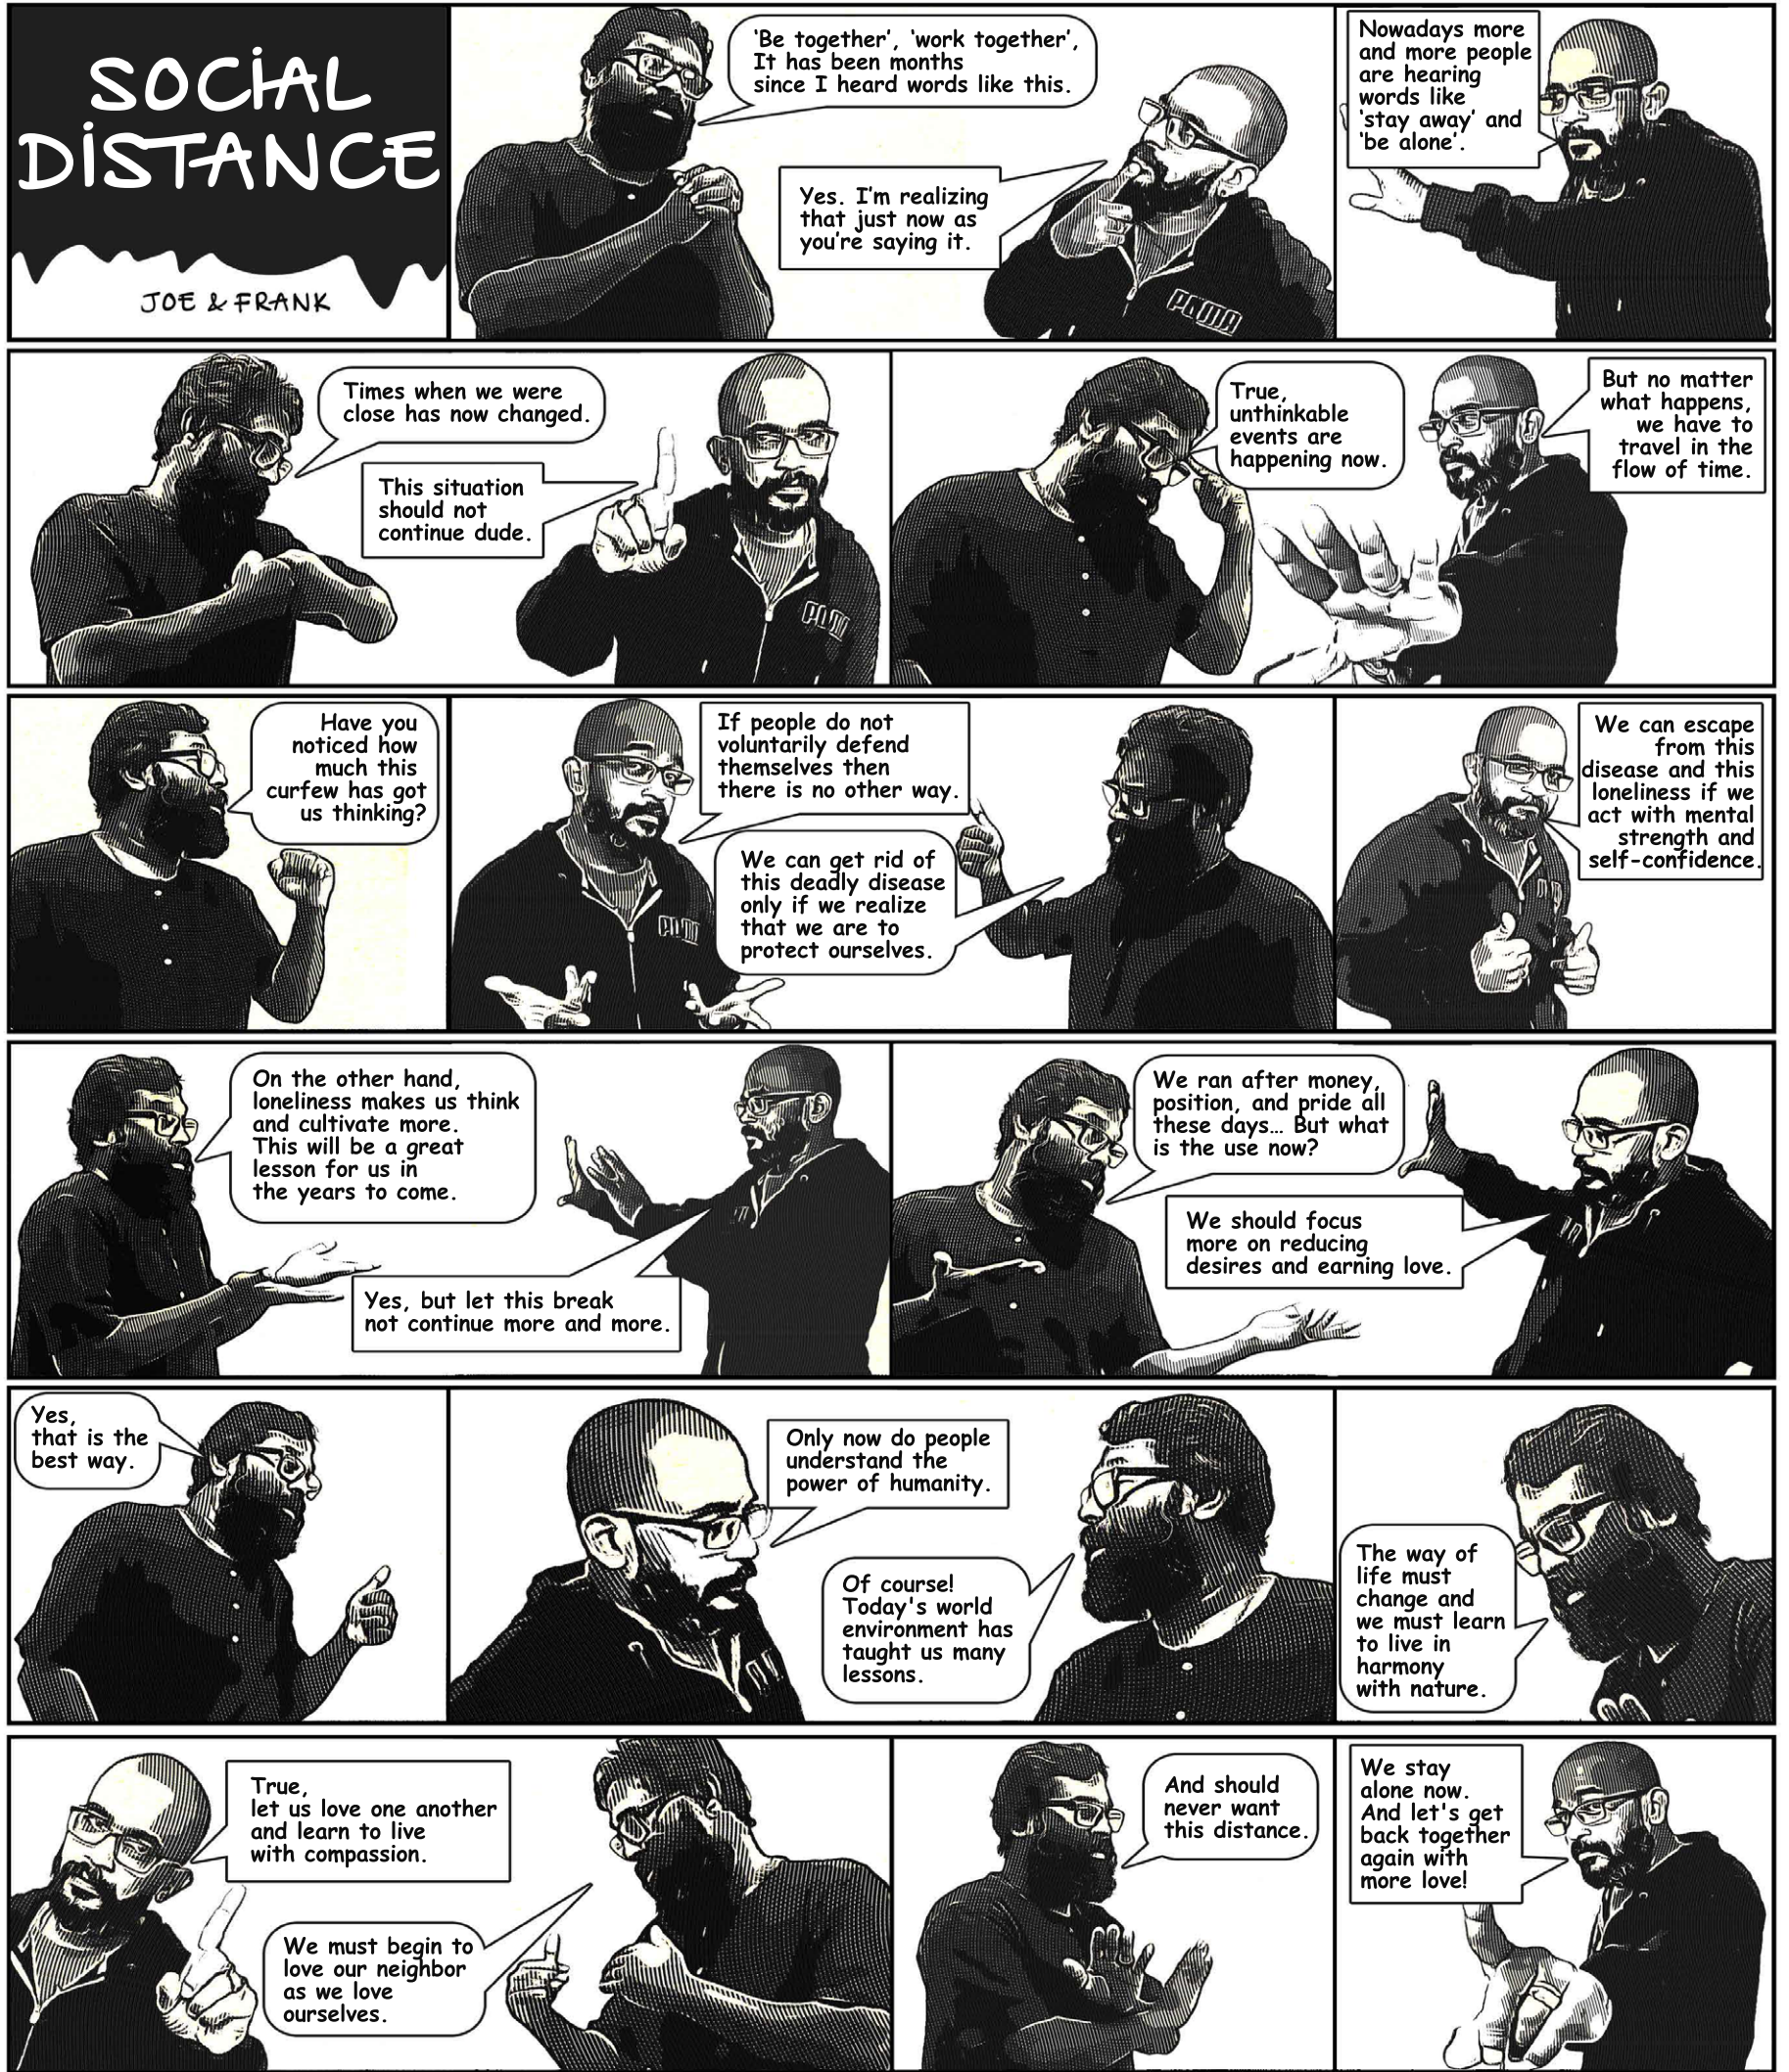 SOCIAL
DISTANCE
JOE & FRANK
‘Be together’, ‘work together’,
It has been months
since I heard words like this.
Yes. I’m realizing
that just now as
you’re saying it.
PUMA
Nowadays more
and more people
are hearing
words like
‘stay away’ and
‘be alone’.
Times when we were
close has now changed.
This situation
should not
continue dude.
True,
unthinkable
events are
happening now.
But no matter
what happens,
we have to
travel in the
flow of time.
Have you
noticed how
much this
curfew has got
us thinking?
If people do not
voluntarily defend
themselves then
there is no other way.
We can get rid of
this deadly disease
only if we realize
that we are to
protect ourselves.
We can escape
from this
disease and this
loneliness if we
act with mental
strength and
self-confidence.
On the other hand,
loneliness makes us think
and cultivate more.
This will be a great
lesson for us in
the years to come.
Yes, but let this break
not continue more and more.
We ran after money,
position, and pride all
these days... But what
is the use now?
We should focus
more on reducing
desires and earning love.
Yes,
that is the
best way.
Only now do people
understand the
power of humanity.
Of course!
Today's world
environment has
taught us many
lessons.
The way of
life must
change and
we must learn
to live in
harmony
with nature.
True,
let us love one another
and learn to live
with compassion.
We must begin to
love our neighbor
as we love
ourselves.
And should
never want
this distance.
We stay
alone now.
And let's get
back together
again with
more love!